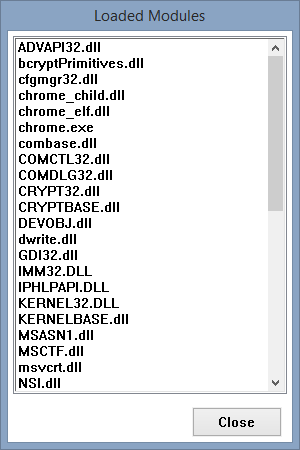 Loaded Modules
ADVAPI32.dll
bcryptPrimitives.dll
cfgmgr32.dll
chrome_child.dll
chrome_elf.dll
chrome.exe
combase.dll
COMCTL32.dll
COMDLG32.dll
CRYPT32.dll
CRYPTBASE.dll
DEVOBJ.dll
dwrite.dll
GDI32.dll
IMM32.DLL
IPHLPAPI.DLL
KERNEL32.DLL
KERNELBASE.dll
MSASN1.dll
MSCTF.dll
msvcrt.dll
NSI.dll
Close